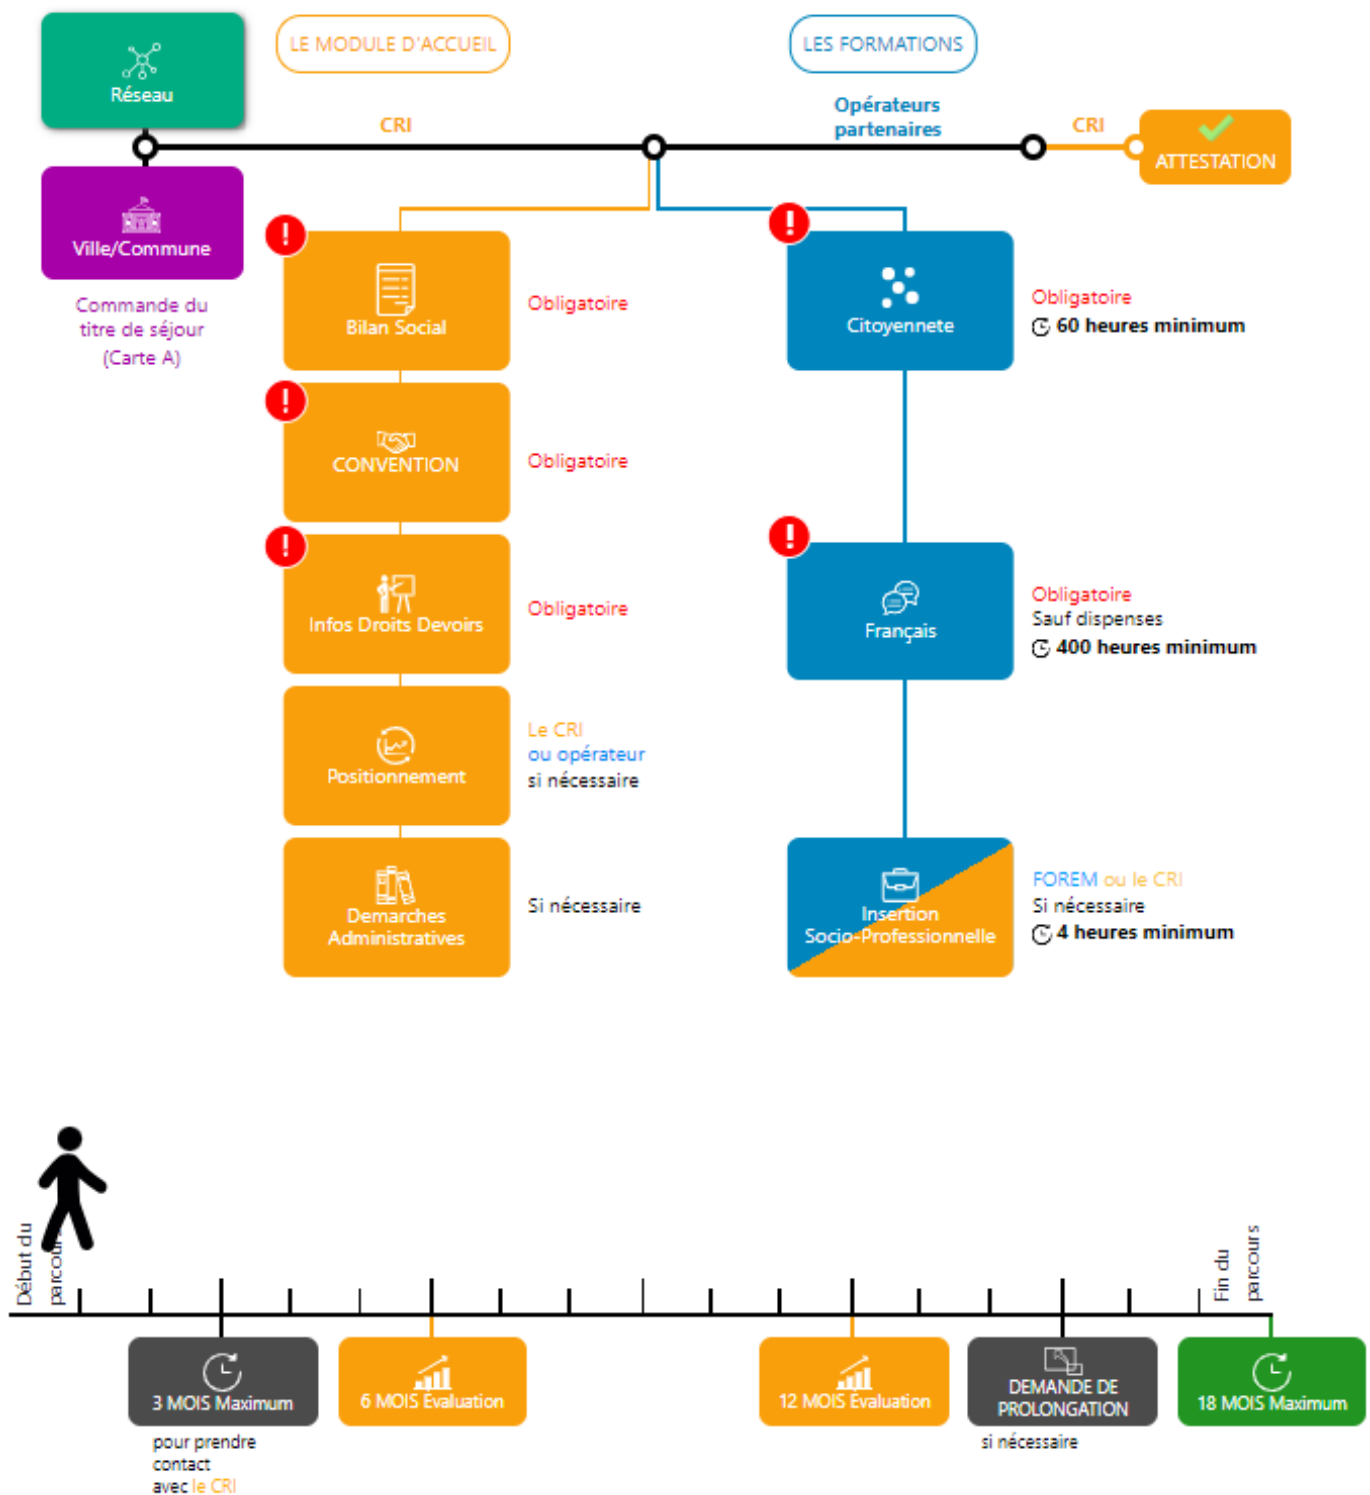 Réseau
LE MODULE D'ACCUEIL
LES FORMATIONS
CRI
Opérateurs
partenaires
CRI
ATTESTATION
Ville/Commune
Commande du
titre de séjour
(Carte A)
Bilan Social
Obligatoire
CONVENTION
Obligatoire
Infos Droits Devoirs
Obligatoire
Positionnement
Le CRI
ou opérateur
si nécessaire
Demarches
Administratives
Si nécessaire
Citoyennete
Obligatoire
60 heures minimum
Français
Obligatoire
Sauf dispenses
400 heures minimum
Insertion
Socio-Professionnelle
FOREM ou le CRI
Si nécessaire
4 heures minimum
Début du
parcours
Fin du
parcours
3 MOIS Maximum
pour prendre
contact
avec le CRI
6 MOIS Évaluation
12 MOIS Évaluation
DEMANDE DE
PROLONGATION
si nécessaire
18 MOIS Maximum